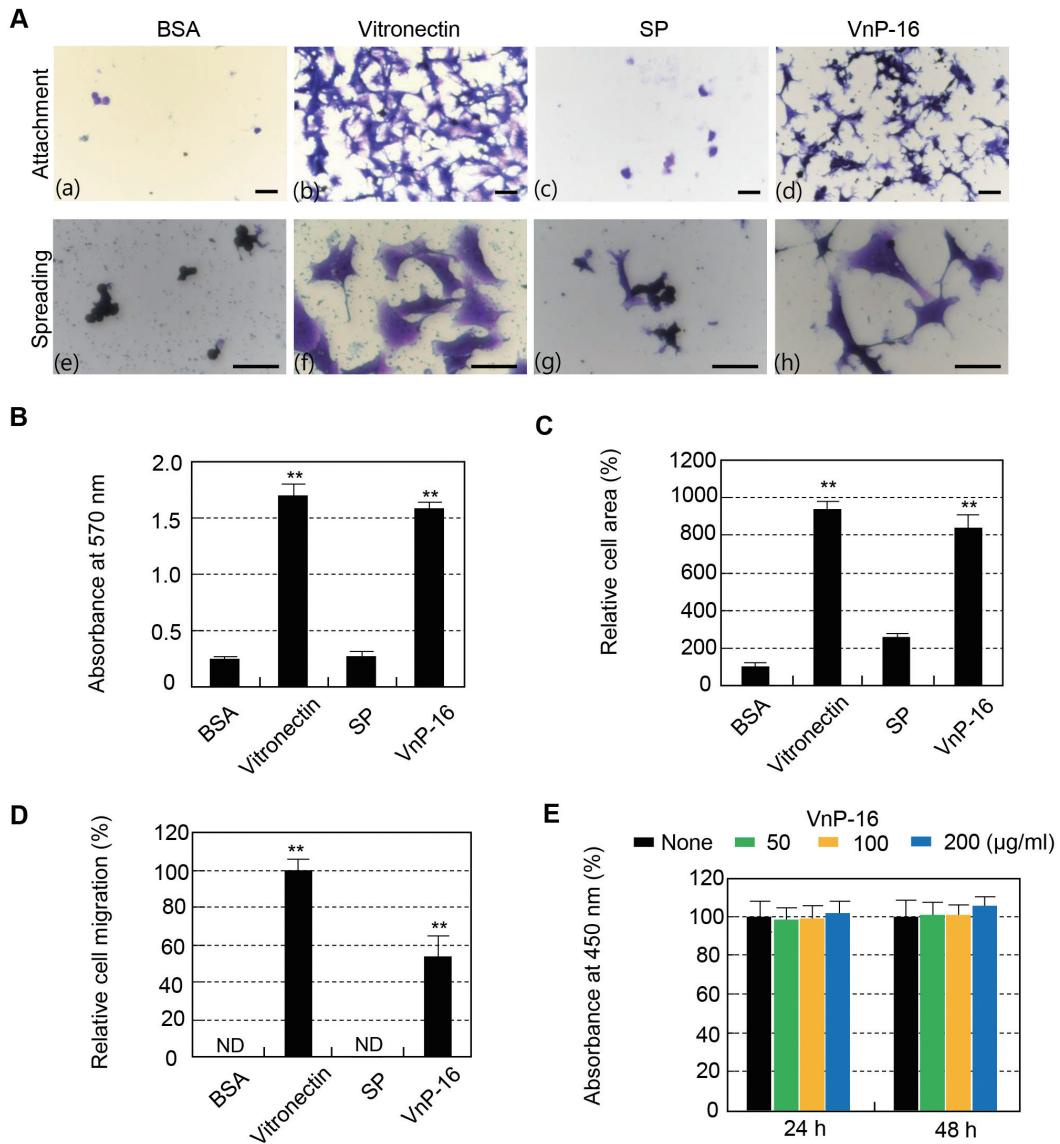 A
BSA Vitronectin SP VnP-16
Attachment
(a) (b) (c) (d)
Spreading
(e) (f) (g) (h)
B
Absorbance at 570 nm
2.0
1.5
1.0
0.5
0
** **
BSA Vitronectin SP VnP-16
C
Relative cell area (%)
1200
1000
800
600
400
200
0
** **
BSA Vitronectin SP VnP-16
D
Relative cell migration (%)
120
100
80
60
40
20
0
ND ** ND **
BSA Vitronectin SP VnP-16
E
VnP-16
None 50 100 200 (µg/ml)
Absorbance at 450 nm (%)
120
100
80
60
40
20
0
24 h 48 h